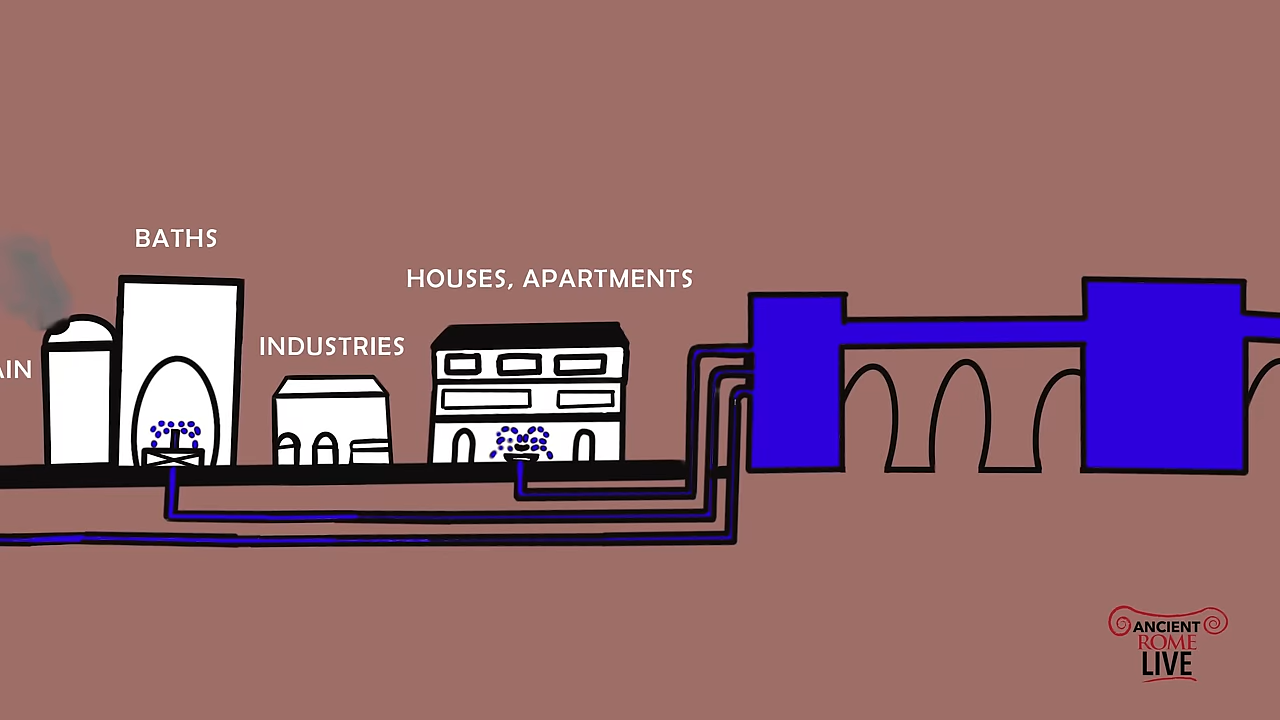 BATHS
HOUSES, APARTMENTS
INDUSTRIES
AIN
ANCIENT
ROME
LIVE